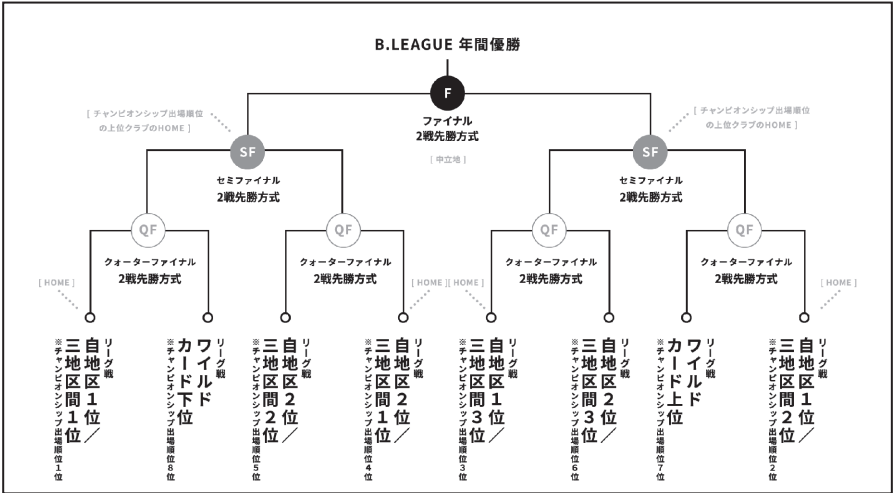 B.LEAGUE 年間優勝
F
ファイナル
2戦先勝方式
[ 中立地 ]
[ チャンピオンシップ出場順位
の上位クラブのHOME ]
[ チャンピオンシップ出場順位
の上位クラブのHOME ]
SF
セミファイナル
2戦先勝方式
SF
セミファイナル
2戦先勝方式
QF
クォーターファイナル
2戦先勝方式
QF
クォーターファイナル
2戦先勝方式
QF
クォーターファイナル
2戦先勝方式
QF
クォーターファイナル
2戦先勝方式
[ HOME ]
[ HOME ]
[ HOME ]
[ HOME ]
リーグ戦
自地区1位／
三地区間1位
※チャンピオンシップ出場順位1位
リーグ戦
ワイルド
カード下位
※チャンピオンシップ出場順位8位
リーグ戦
自地区2位／
三地区間2位
※チャンピオンシップ出場順位5位
リーグ戦
自地区2位／
三地区間1位
※チャンピオンシップ出場順位4位
リーグ戦
自地区1位／
三地区間3位
※チャンピオンシップ出場順位3位
リーグ戦
自地区2位／
三地区間3位
※チャンピオンシップ出場順位6位
リーグ戦
ワイルド
カード上位
※チャンピオンシップ出場順位7位
リーグ戦
自地区1位／
三地区間2位
※チャンピオンシップ出場順位2位